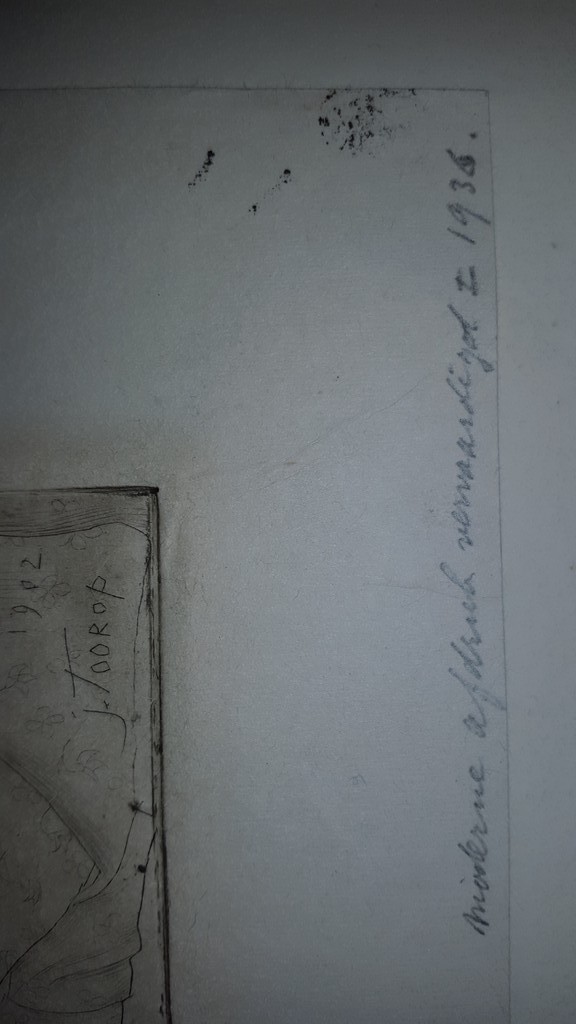 1902
J. TOOROP
moderne afdruk vervaardigd ± 1936.